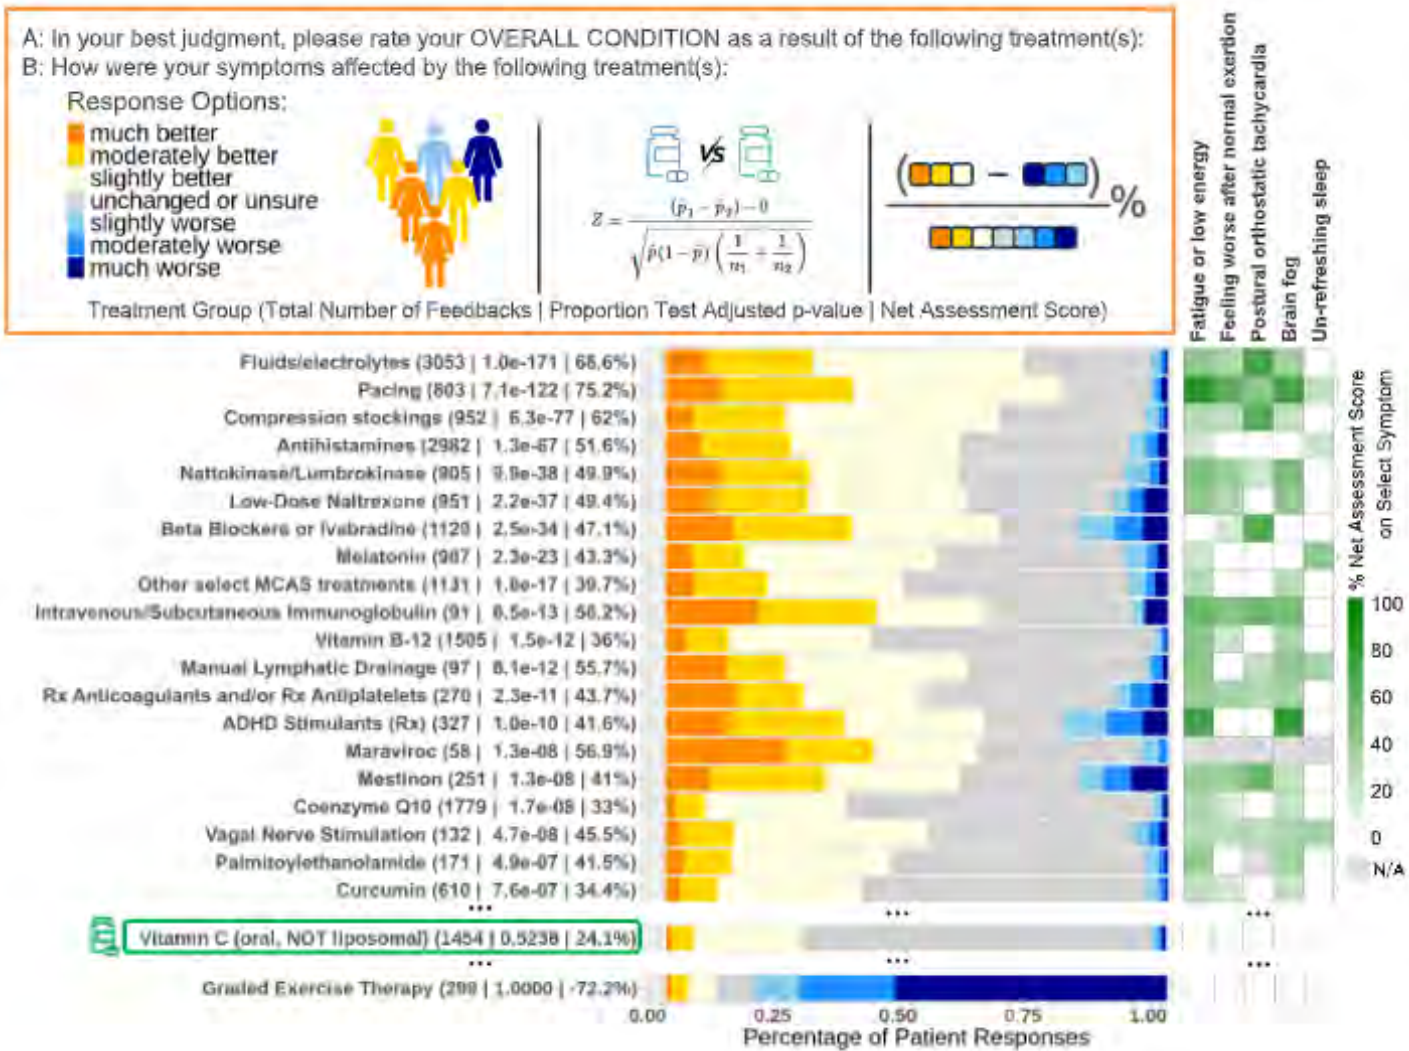 A: In your best judgment, please rate your OVERALL CONDITION as a result of the following treatment(s):
B: How were your symptoms affected by the following treatment(s):
Response Options:
much better
moderately better
slightly better
unchanged or unsure
slightly worse
moderately worse
much worse
VS
Z = (p̂₁ − p̂₂) − 0 / √ p̂(1 − p̂) ( 1/n₁ + 1/n₂ )
( − ) %
Treatment Group (Total Number of Feedbacks | Proportion Test Adjusted p-value | Net Assessment Score)
Fatigue or low energy
Feeling worse after normal exertion
Postural orthostatic tachycardia
Brain fog
Un-refreshing sleep
Fluids/electrolytes (3053 | 1.0e-171 | 68.6%)
Pacing (803 | 7.1e-122 | 75.2%)
Compression stockings (952 | 6.3e-77 | 62%)
Antihistamines (2982 | 1.3e-67 | 51.6%)
Nattokinase/Lumbrokinase (905 | 9.9e-38 | 49.9%)
Low-Dose Naltrexone (951 | 2.2e-37 | 49.4%)
Beta Blockers or Ivabradine (1120 | 2.5e-34 | 47.1%)
Melatonin (987 | 2.3e-23 | 43.3%)
Other select MCAS treatments (1131 | 1.8e-17 | 39.7%)
Intravenous/Subcutaneous Immunoglobulin (91 | 6.5e-13 | 58.2%)
Vitamin B-12 (1505 | 1.5e-12 | 36%)
Manual Lymphatic Drainage (97 | 8.1e-12 | 55.7%)
Rx Anticoagulants and/or Rx Antiplatelets (270 | 2.3e-11 | 43.7%)
ADHD Stimulants (Rx) (327 | 1.0e-10 | 41.6%)
Maraviroc (58 | 1.3e-08 | 56.9%)
Mestinon (251 | 1.3e-08 | 41%)
Coenzyme Q10 (1779 | 1.7e-08 | 33%)
Vagal Nerve Stimulation (132 | 4.7e-08 | 45.5%)
Palmitoylethanolamide (171 | 4.9e-07 | 41.5%)
Curcumin (610 | 7.6e-07 | 34.4%)
... ... ...
Vitamin C (oral, NOT liposomal) (1454 | 0.5238 | 24.1%)
... ... ...
Graded Exercise Therapy (299 | 1.0000 | -72.2%)
0.00 0.25 0.50 0.75 1.00
Percentage of Patient Responses
% Net Assessment Score
on Select Symptom
100
80
60
40
20
0
N/A